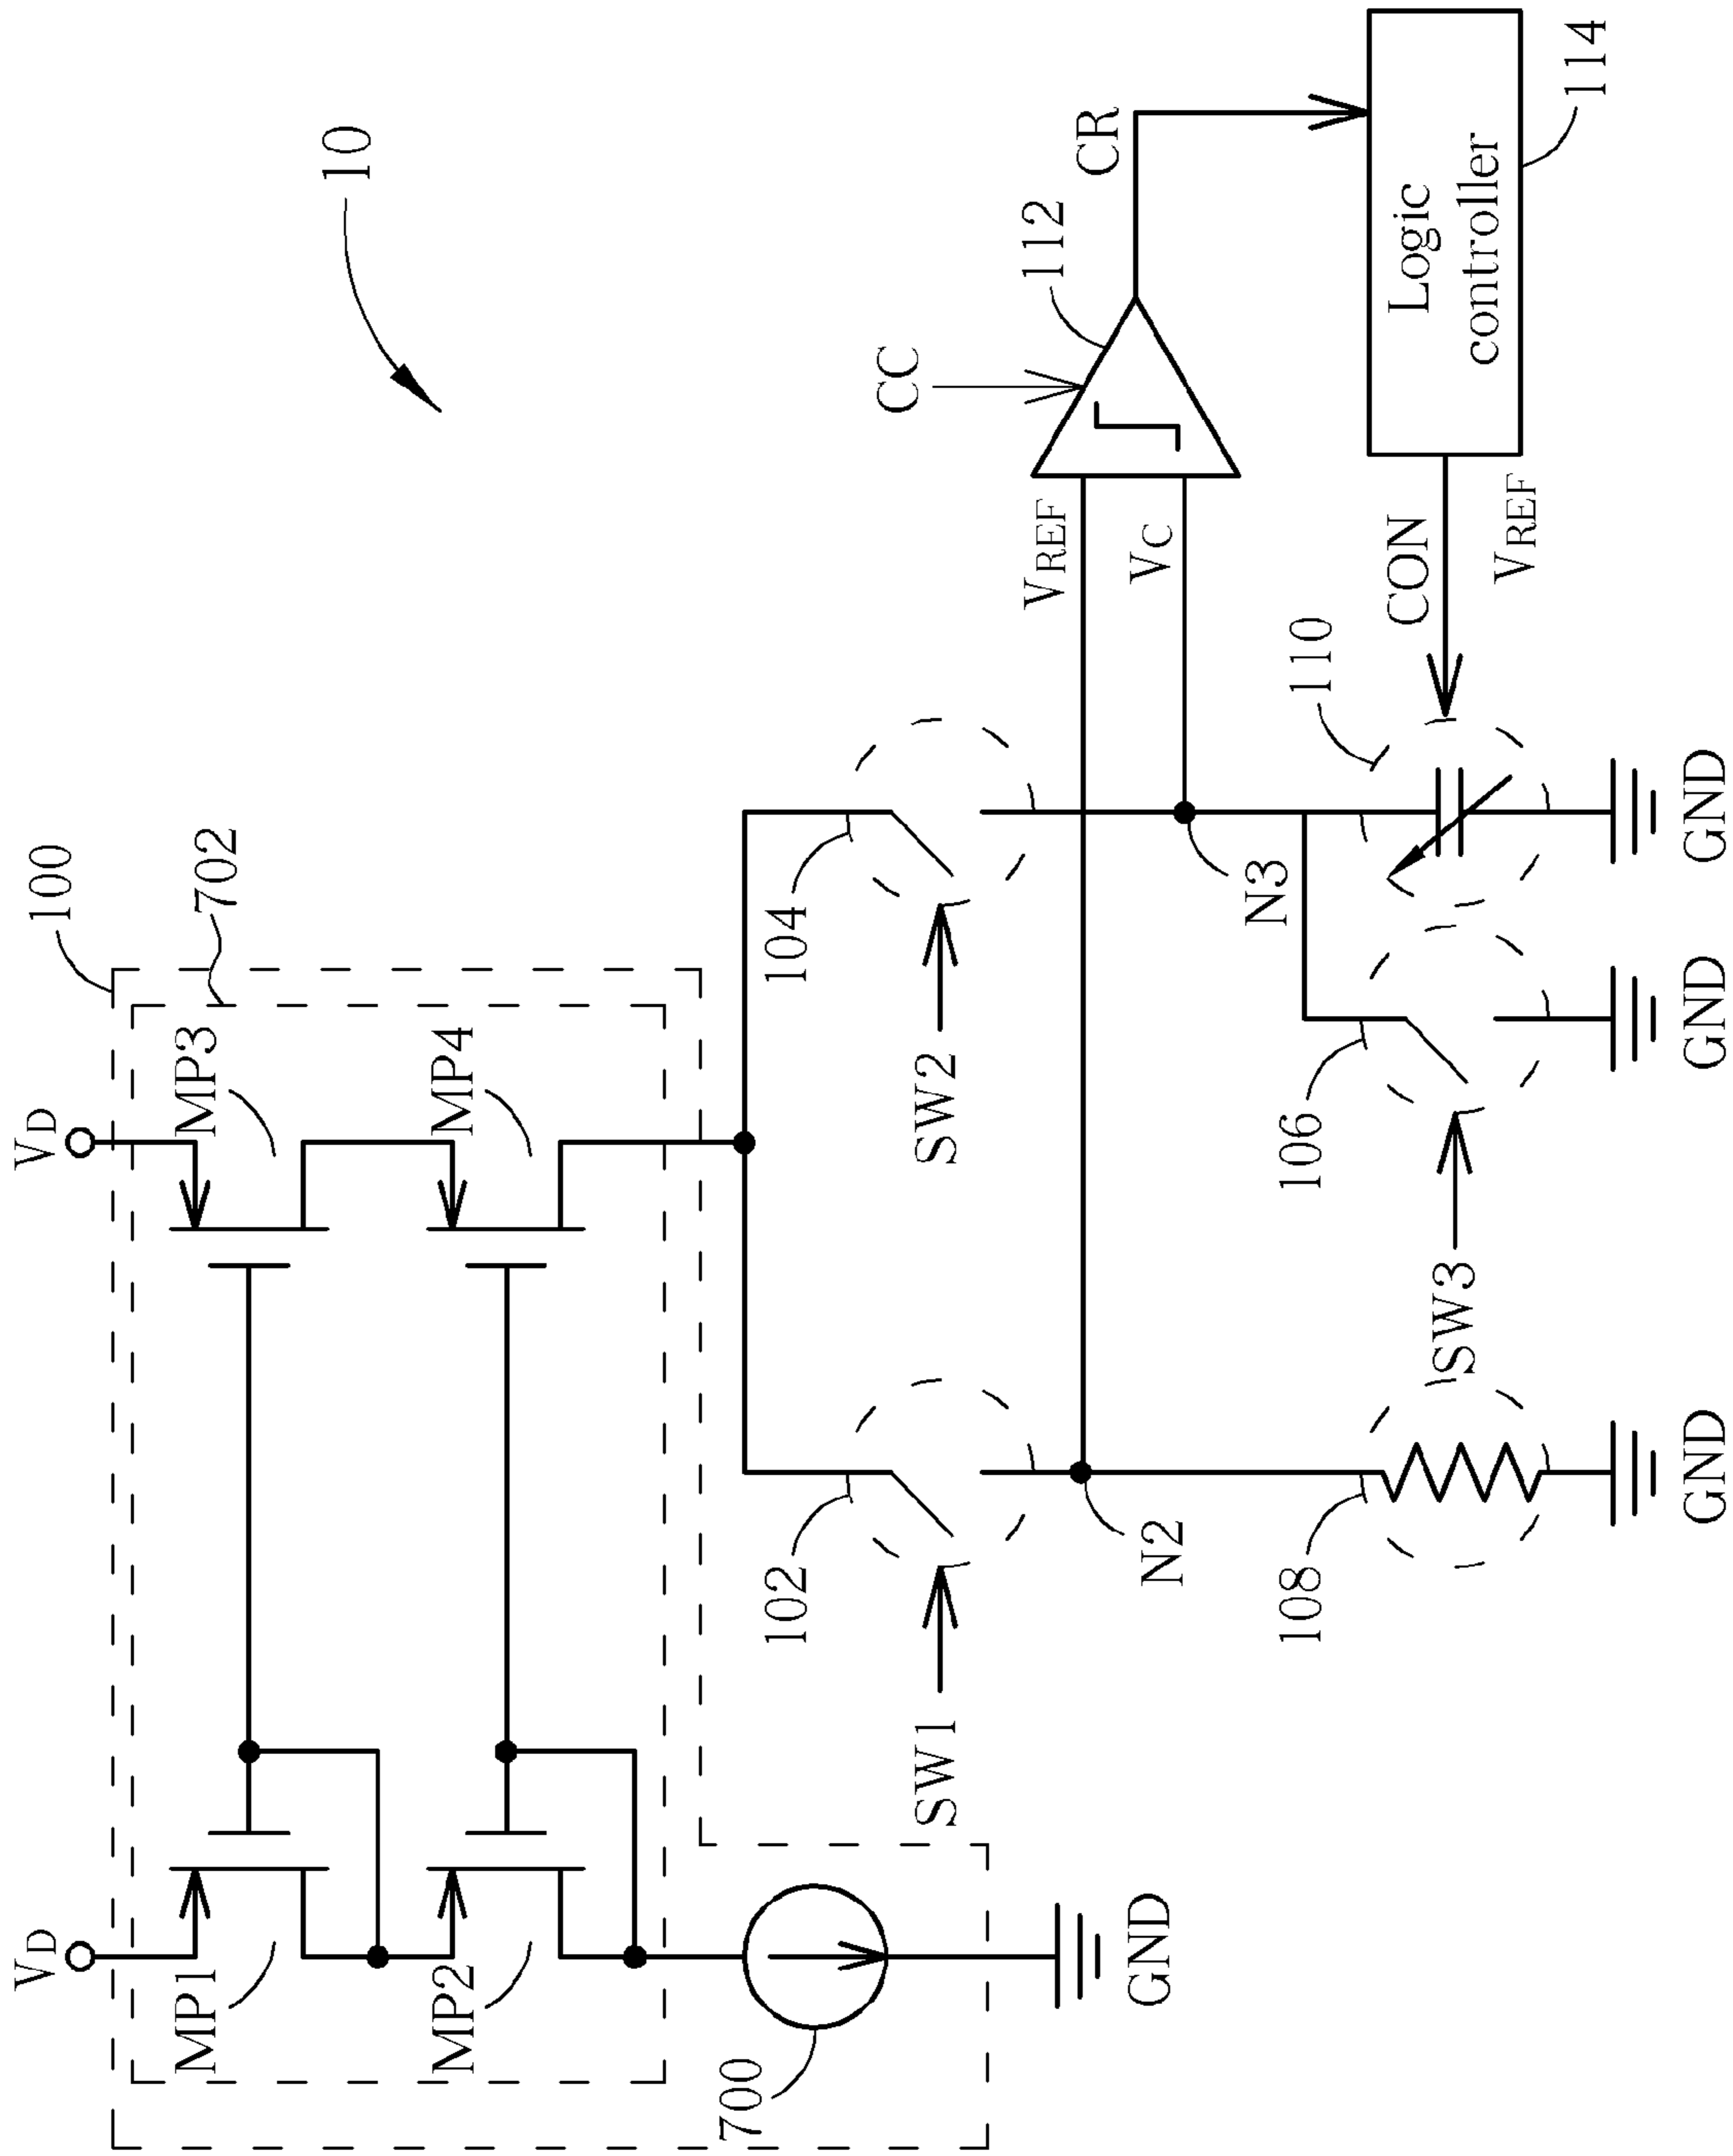 10
100
702
VD
VD
MP1
MP3
MP2
MP4
700
GND
102
104
SW1
SW2
N2
N3
VREF
VC
CC
112
CR
108
106
110
SW3
CON
VREF
Logic
controller
114
GND
GND
GND